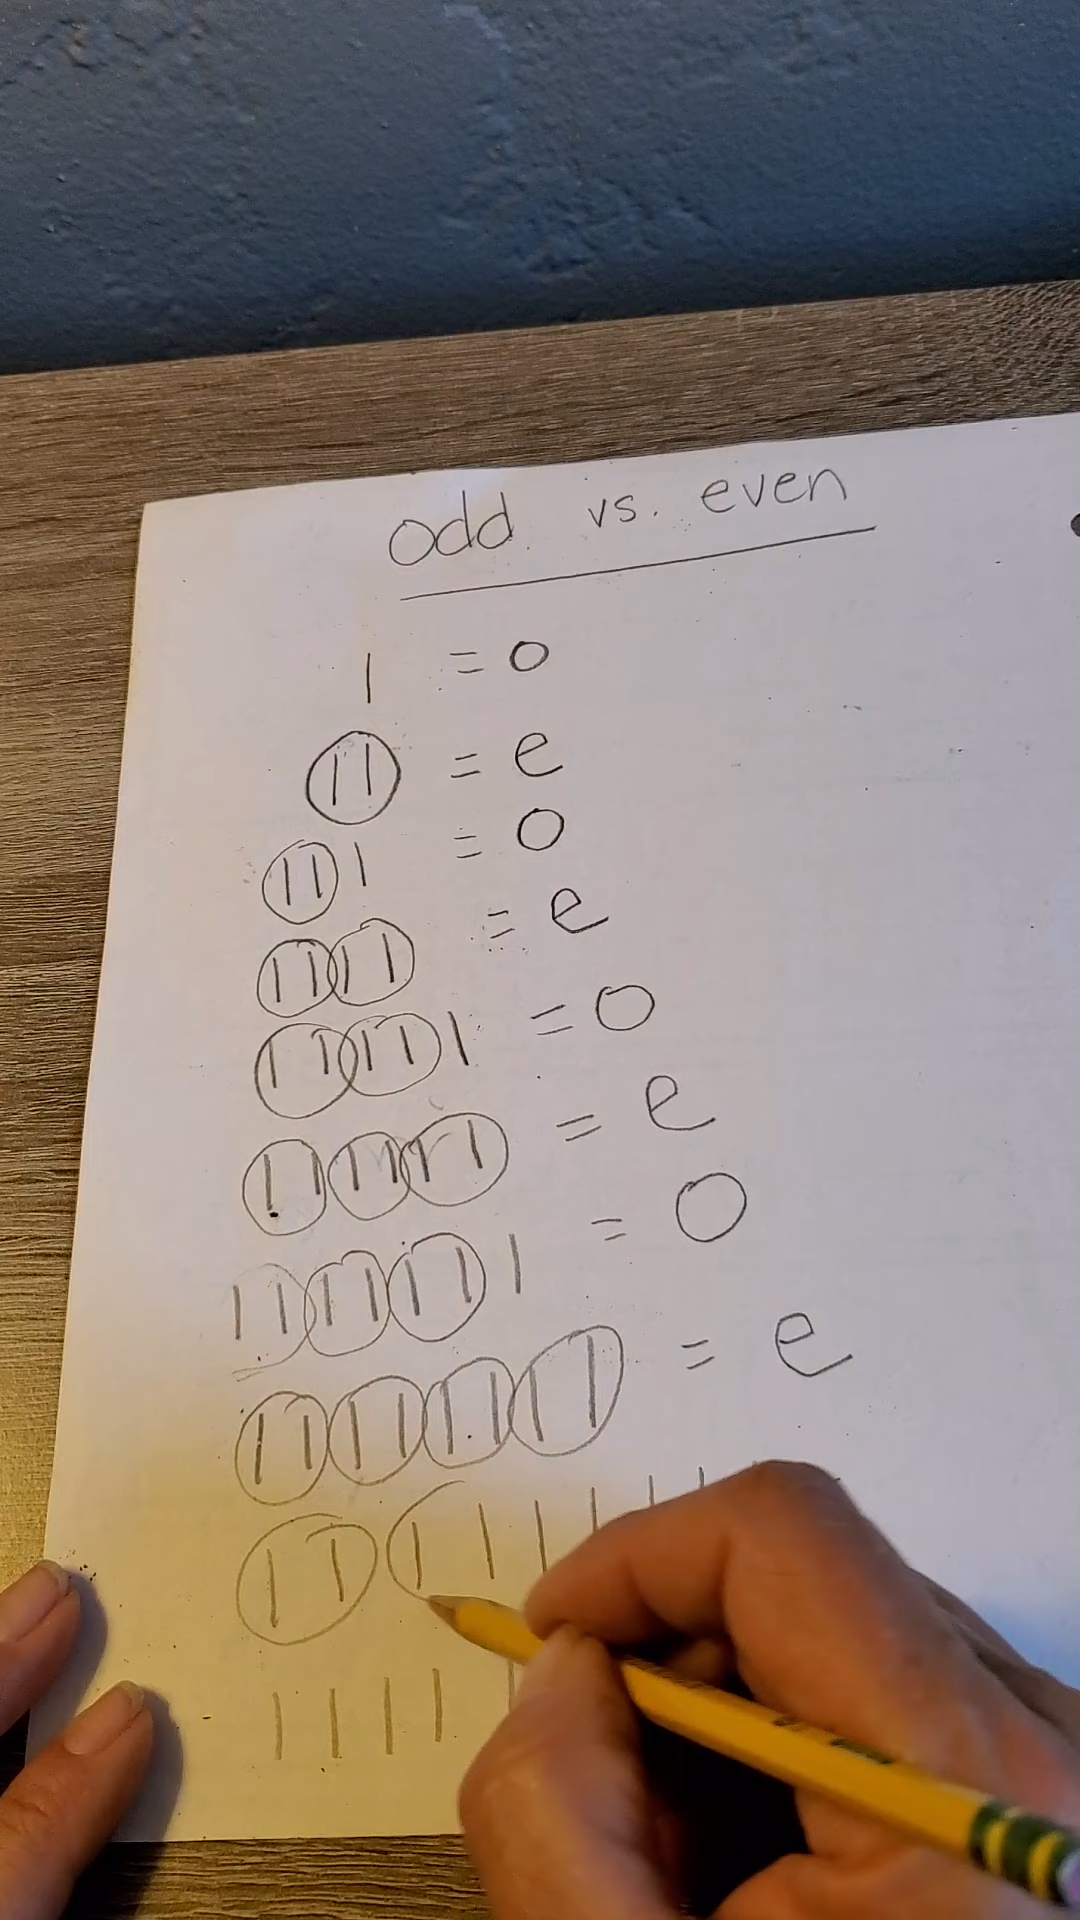 odd vs. even
| = o
|| = e
||| = o
|||| = e
||||| = o
|||||| = e
||||||| = o
|||||||| = e
|||||||
||||